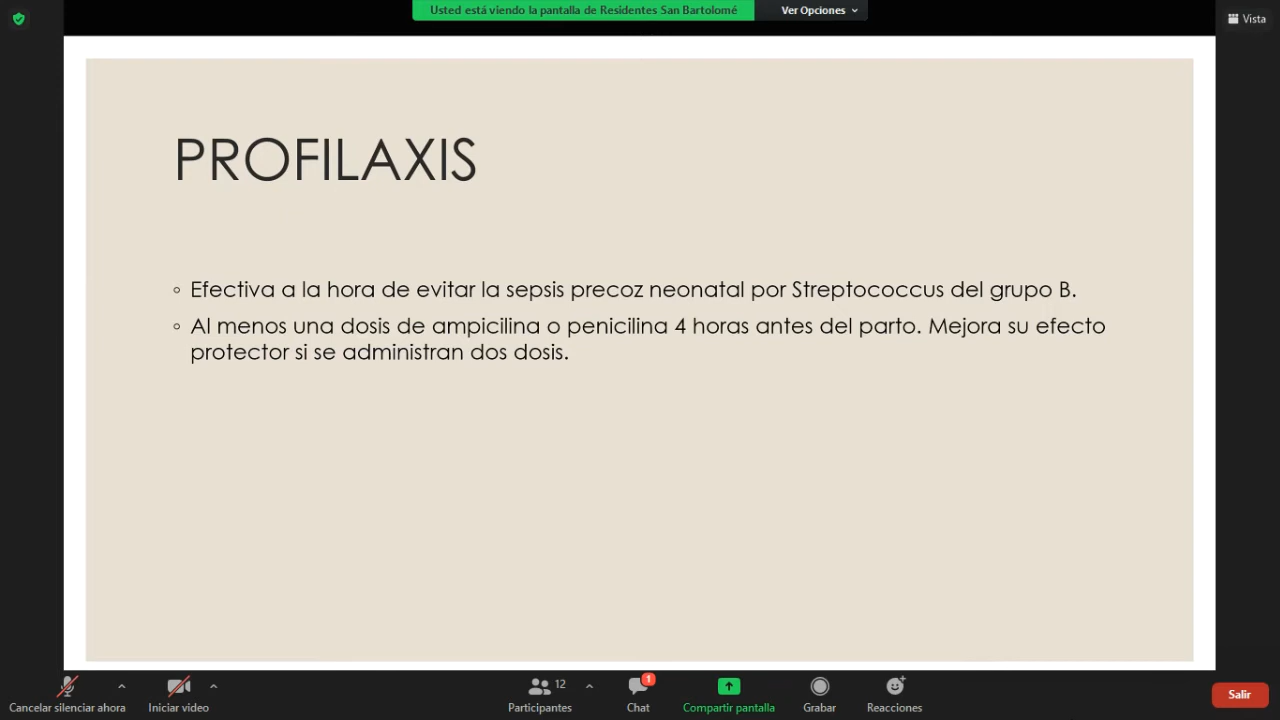 Usted está viendo la pantalla de Residentes San Bartolomé
Ver Opciones
Vista
PROFILAXIS
◦ Efectiva a la hora de evitar la sepsis precoz neonatal por Streptococcus del grupo B.
◦ Al menos una dosis de ampicilina o penicilina 4 horas antes del parto. Mejora su efecto
protector si se administran dos dosis.
12
1
Cancelar silenciar ahora
Iniciar video
Participantes
Chat
Compartir pantalla
Grabar
Reacciones
Salir